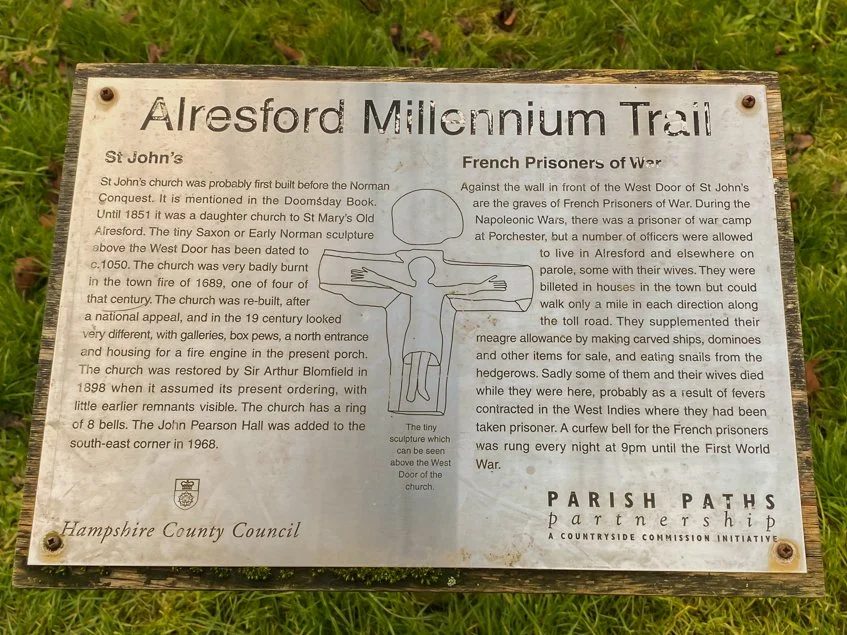 Alresford Millennium Trail
St John's
St John's church was probably first built before the Norman
Conquest. It is mentioned in the Doomsday Book.
Until 1851 it was a daughter church to St Mary's Old
Alresford. The tiny Saxon or Early Norman sculpture
above the West Door has been dated to
c.1050. The church was very badly burnt
in the town fire of 1689, one of four of
that century. The church was re-built, after
a national appeal, and in the 19 century looked
very different, with galleries, box pews, a north entrance
and housing for a fire engine in the present porch.
The church was restored by Sir Arthur Blomfield in
1898 when it assumed its present ordering, with
little earlier remnants visible. The church has a ring
of 8 bells. The John Pearson Hall was added to the
south-east corner in 1968.
The tiny
sculpture which
can be seen
above the West
Door of the
church.
French Prisoners of War
Against the wall in front of the West Door of St John's
are the graves of French Prisoners of War. During the
Napoleonic Wars, there was a prisoner of war camp
at Porchester, but a number of officers were allowed
to live in Alresford and elsewhere on
parole, some with their wives. They were
billeted in houses in the town but could
walk only a mile in each direction along
the toll road. They supplemented their
meagre allowance by making carved ships, dominoes
and other items for sale, and eating snails from the
hedgerows. Sadly some of them and their wives died
while they were here, probably as a result of fevers
contracted in the West Indies where they had been
taken prisoner. A curfew bell for the French prisoners
was rung every night at 9pm until the First World
War.
Hampshire County Council
PARISH PATHS
partnership
A COUNTRYSIDE COMMISSION INITIATIVE